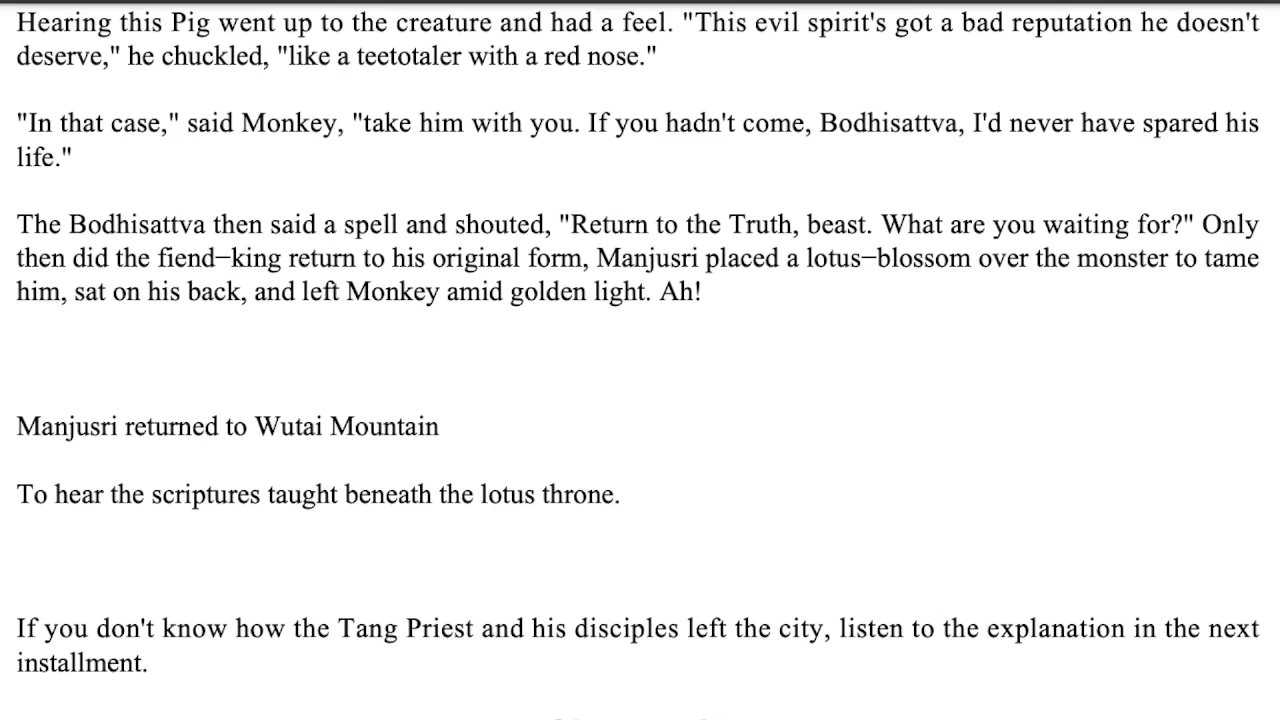 Hearing this Pig went up to the creature and had a feel. "This evil spirit's got a bad reputation he doesn't
deserve," he chuckled, "like a teetotaler with a red nose."
"In that case," said Monkey, "take him with you. If you hadn't come, Bodhisattva, I'd never have spared his
life."
The Bodhisattva then said a spell and shouted, "Return to the Truth, beast. What are you waiting for?" Only
then did the fiend−king return to his original form, Manjusri placed a lotus−blossom over the monster to tame
him, sat on his back, and left Monkey amid golden light. Ah!
Manjusri returned to Wutai Mountain
To hear the scriptures taught beneath the lotus throne.
If you don't know how the Tang Priest and his disciples left the city, listen to the explanation in the next
installment.